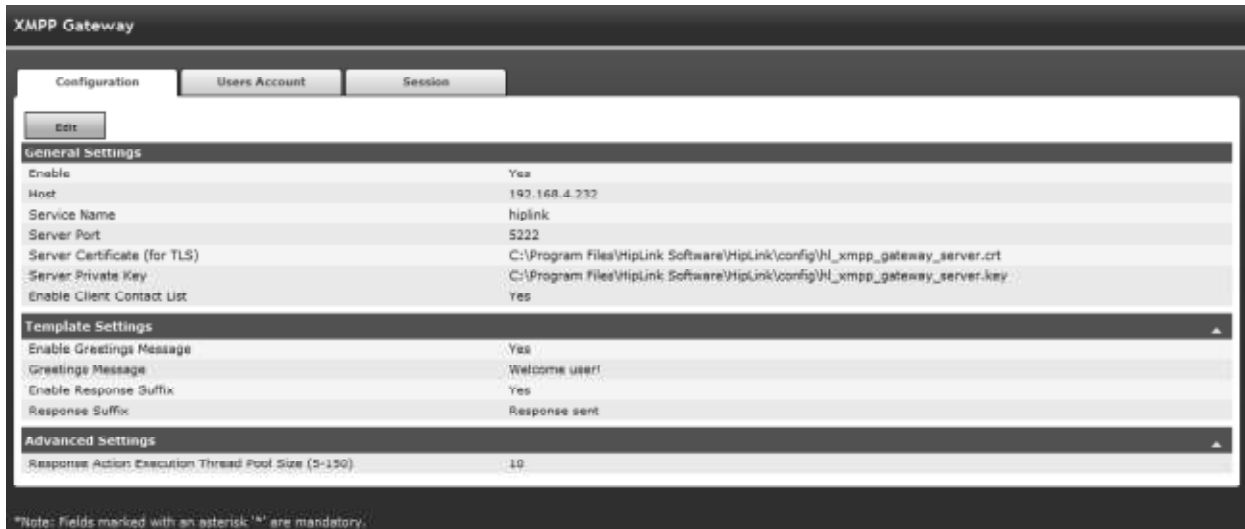 XMPP Gateway
Configuration Users Account Session
Edit
General Settings
Enable Yes
Host 192.168.4.232
Service Name hiplink
Server Port 5222
Server Certificate (for TLS) C:\Program Files\HipLink Software\HipLink\config\hl_xmpp_gateway_server.crt
Server Private Key C:\Program Files\HipLink Software\HipLink\config\hl_xmpp_gateway_server.key
Enable Client Contact List Yes
Template Settings
Enable Greetings Message Yes
Greetings Message Welcome user!
Enable Response Suffix Yes
Response Suffix Response sent
Advanced Settings
Response Action Execution Thread Pool Size (5-150) 10
*Note: Fields marked with an asterisk '*' are mandatory.